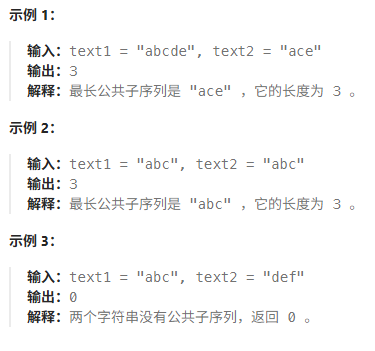 示例 1：
输入：text1 = "abcde", text2 = "ace"
输出：3
解释：最长公共子序列是 "ace" ，它的长度为 3 。
示例 2：
输入：text1 = "abc", text2 = "abc"
输出：3
解释：最长公共子序列是 "abc" ，它的长度为 3 。
示例 3：
输入：text1 = "abc", text2 = "def"
输出：0
解释：两个字符串没有公共子序列，返回 0 。